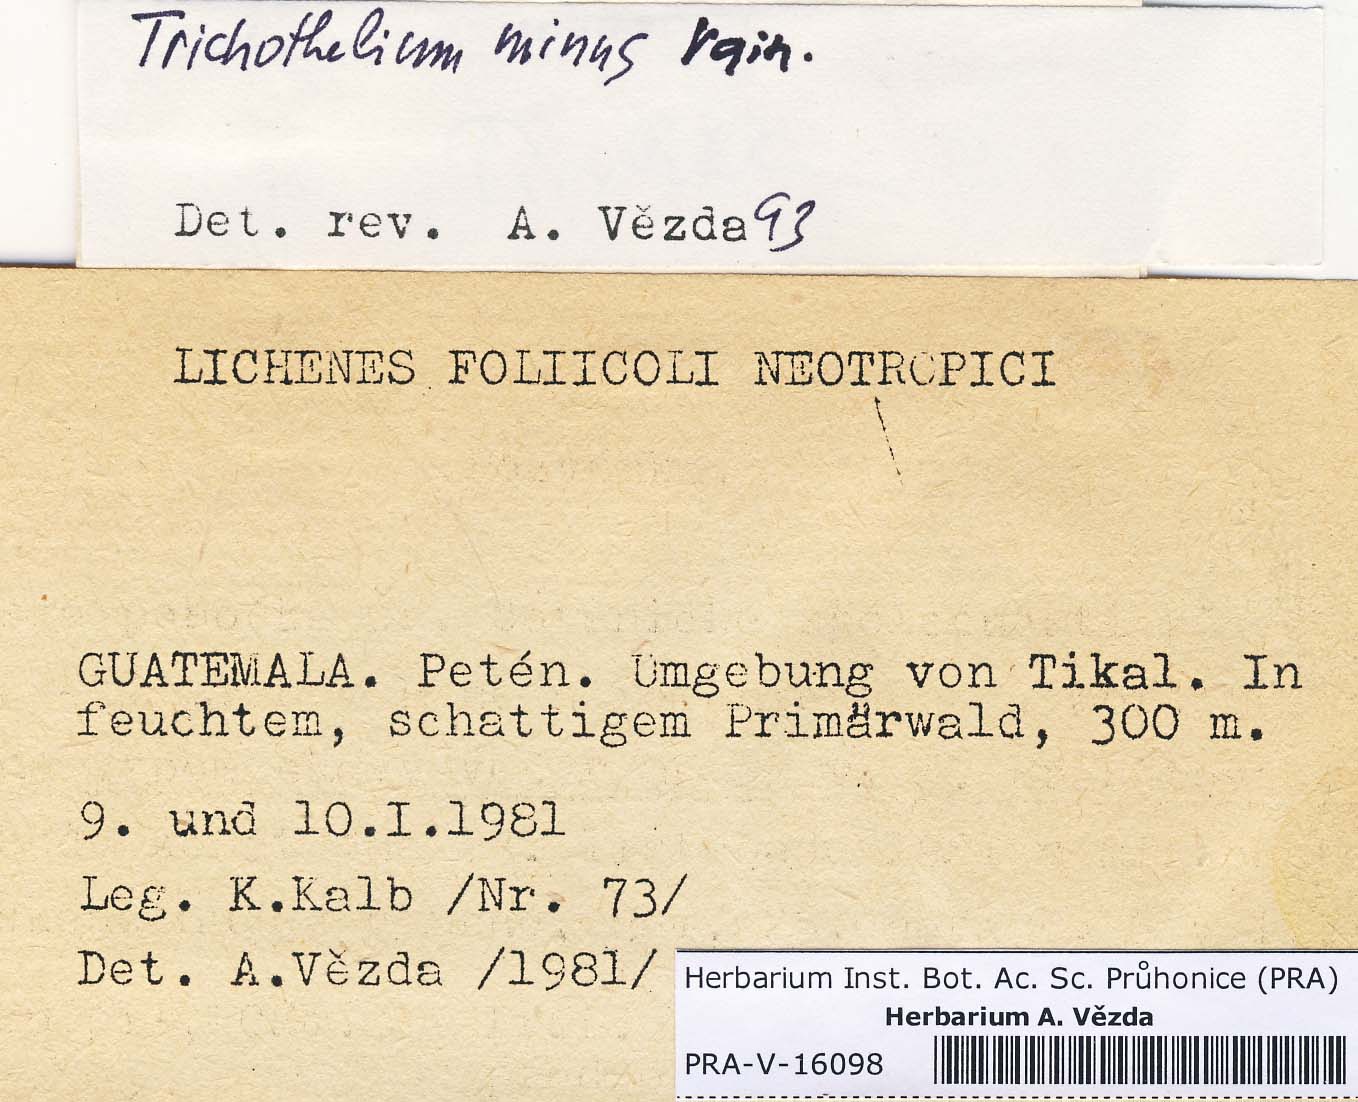 Trichothelium minus Vain.
Det. rev. A. Vězda 93
LICHENES FOLIICOLI NEOTROPICI
GUATEMALA. Petén. Umgebung von Tikal. In
feuchtem, schattigem Primärwald, 300 m.
9. und 10.I.1981
Leg. K.Kalb /Nr. 73/
Det. A.Vězda /1981/
Herbarium Inst. Bot. Ac. Sc. Průhonice (PRA)
Herbarium A. Vězda
PRA-V-16098